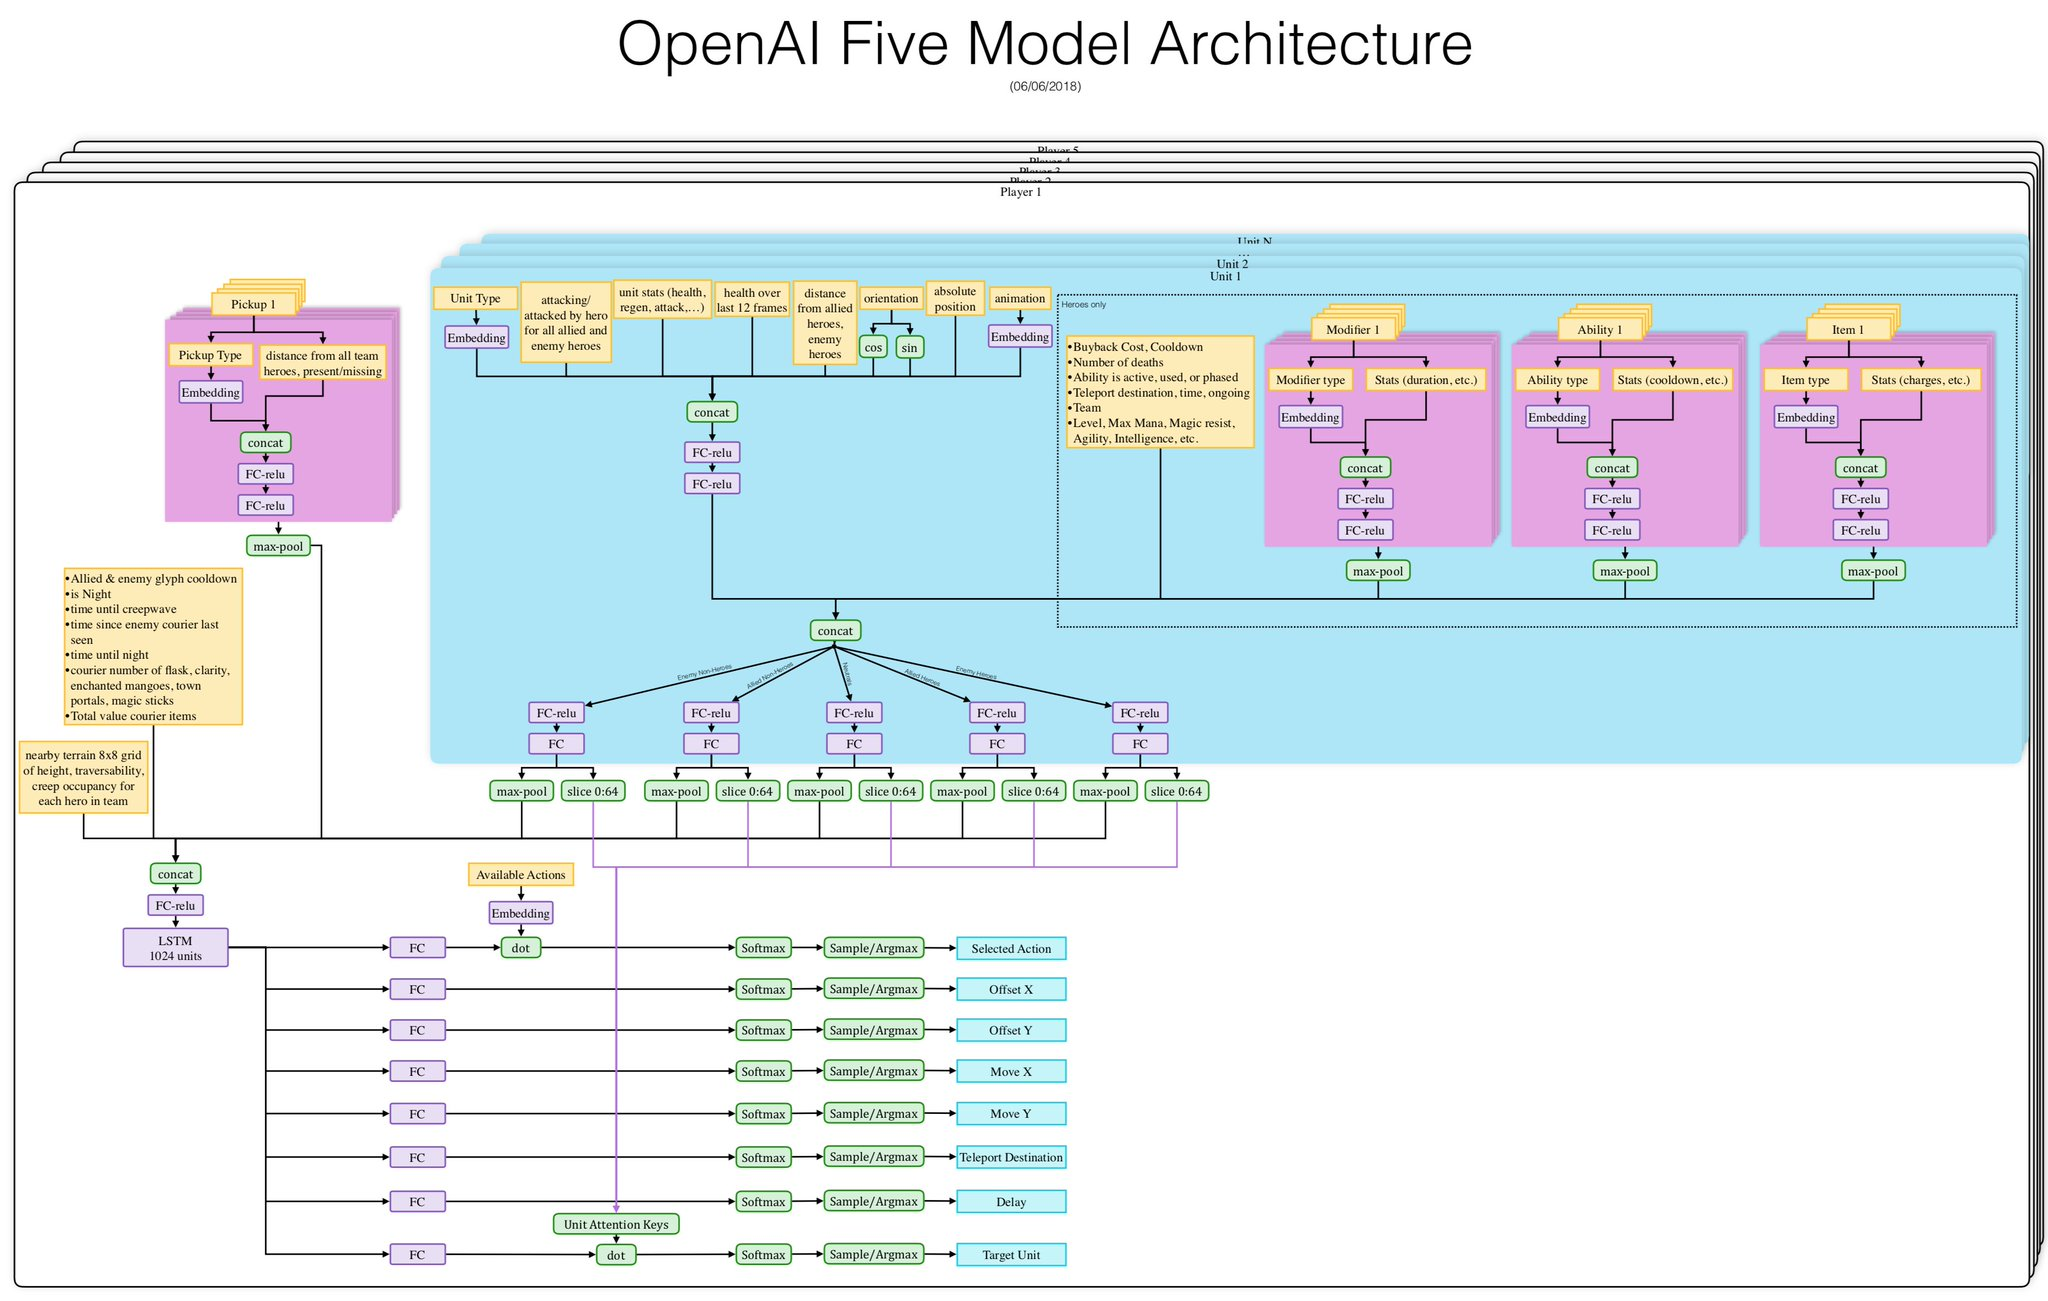 OpenAI Five Model Architecture
(06/06/2018)
Player 5
Player 4
Player 3
Player 2
Player 1
Unit N
...
Unit 2
Unit 1
Pickup 1
Pickup Type
distance from all team
heroes, present/missing
Embedding
concat
FC-relu
FC-relu
max-pool
Unit Type
Embedding
attacking/
attacked by hero
for all allied and
enemy heroes
unit stats (health,
regen, attack,…)
health over
last 12 frames
distance
from allied
heroes,
enemy
heroes
orientation
cos
sin
absolute
position
animation
Embedding
concat
FC-relu
FC-relu
Heroes only
•Buyback Cost, Cooldown
•Number of deaths
•Ability is active, used, or phased
•Teleport destination, time, ongoing
•Team
•Level, Max Mana, Magic resist,
Agility, Intelligence, etc.
Modifier 1
Modifier type
Stats (duration, etc.)
Embedding
concat
FC-relu
FC-relu
max-pool
Ability 1
Ability type
Stats (cooldown, etc.)
Embedding
concat
FC-relu
FC-relu
max-pool
Item 1
Item type
Stats (charges, etc.)
Embedding
concat
FC-relu
FC-relu
max-pool
concat
Enemy Non-Heroes
Allied Non-Heroes
Neutrals
Allied Heroes
Enemy Heroes
FC-relu
FC-relu
FC-relu
FC-relu
FC-relu
FC
FC
FC
FC
FC
max-pool
slice 0:64
max-pool
slice 0:64
max-pool
slice 0:64
max-pool
slice 0:64
max-pool
slice 0:64
•Allied & enemy glyph cooldown
•is Night
•time until creepwave
•time since enemy courier last
seen
•time until night
•courier number of flask, clarity,
enchanted mangoes, town
portals, magic sticks
•Total value courier items
nearby terrain 8x8 grid
of height, traversability,
creep occupancy for
each hero in team
concat
FC-relu
LSTM
1024 units
Available Actions
Embedding
FC
dot
Softmax
Sample/Argmax
Selected Action
FC
Softmax
Sample/Argmax
Offset X
FC
Softmax
Sample/Argmax
Offset Y
FC
Softmax
Sample/Argmax
Move X
FC
Softmax
Sample/Argmax
Move Y
FC
Softmax
Sample/Argmax
Teleport Destination
FC
Softmax
Sample/Argmax
Delay
Unit Attention Keys
FC
dot
Softmax
Sample/Argmax
Target Unit